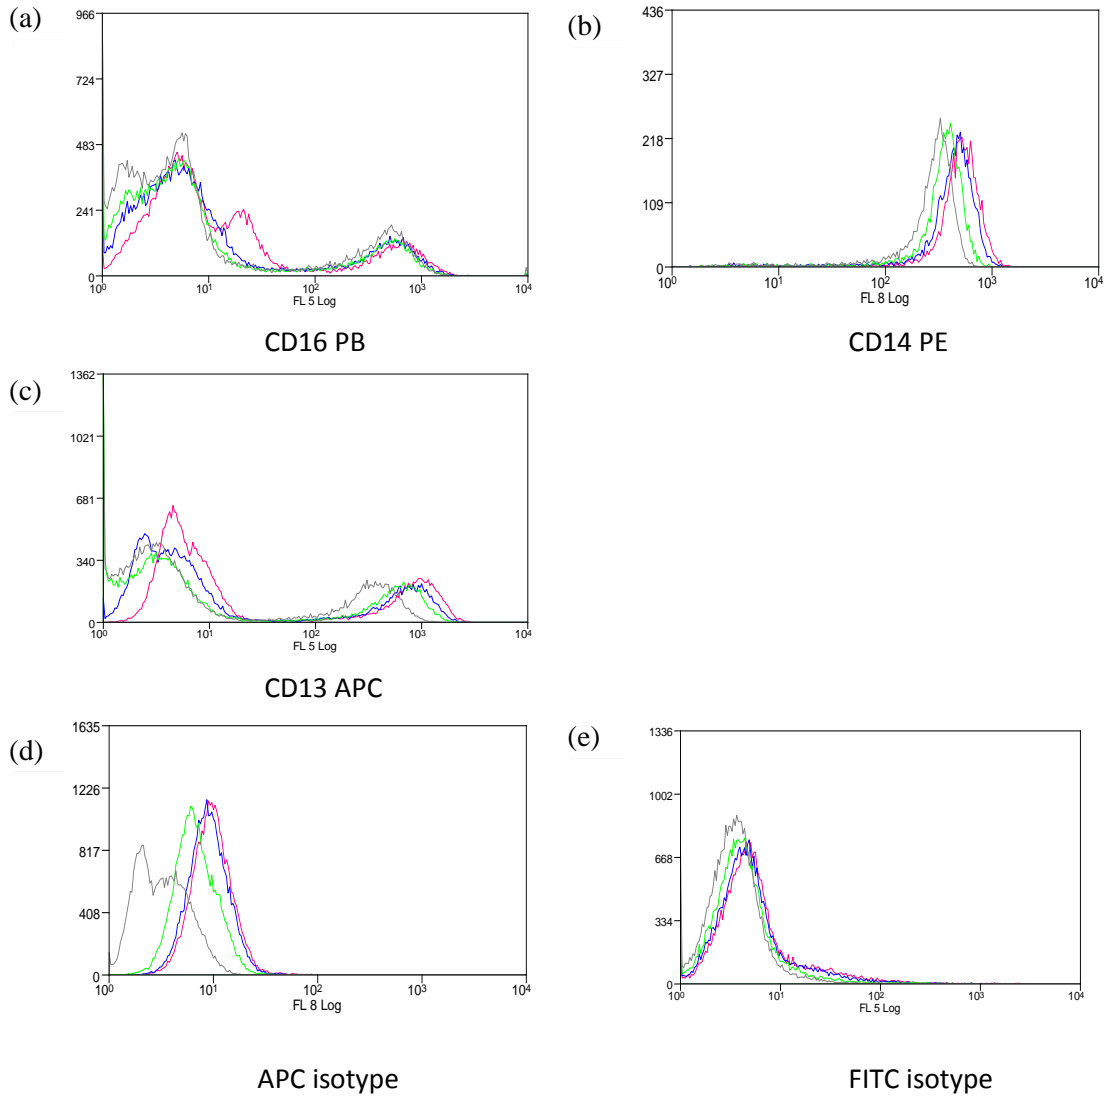 (a)
966
724
483
241
0
10⁰ 10¹ 10² 10³ 10⁴
FL 5 Log
CD16 PB
(b)
436
327
218
109
0
10⁰ 10¹ 10² 10³ 10⁴
FL 8 Log
CD14 PE
(c)
1362
1021
681
340
0
10⁰ 10¹ 10² 10³ 10⁴
FL 5 Log
CD13 APC
(d)
1635
1226
817
408
0
10⁰ 10¹ 10² 10³ 10⁴
FL 8 Log
APC isotype
(e)
1336
1002
668
334
0
10⁰ 10¹ 10² 10³ 10⁴
FL 5 Log
FITC isotype